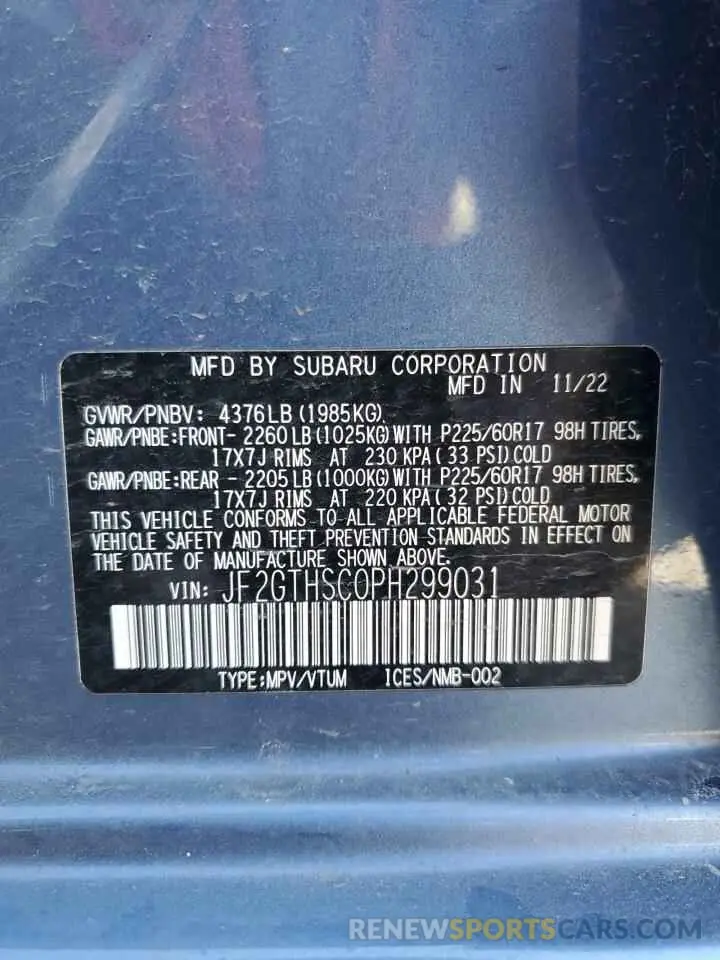 MFD BY SUBARU CORPORATION
MFD IN 11/22
GVWR/PNBV: 4376LB(1985KG)
GAWR/PNBE:FRONT- 2260LB(1025KG)WITH P225/60R17 98H TIRES,
17X7J RIMS AT 230 KPA(33 PSI)COLD
GAWR/PNBE:REAR - 2205LB(1000KG)WITH P225/60R17 98H TIRES,
17X7J RIMS AT 220 KPA(32 PSI)COLD
THIS VEHICLE CONFORMS TO ALL APPLICABLE FEDERAL MOTOR
VEHICLE SAFETY AND THEFT PREVENTION STANDARDS IN EFFECT ON
THE DATE OF MANUFACTURE SHOWN ABOVE.
VIN: JF2GTHSC0PH299031
TYPE:MPV/VTUM ICES/NMB-002
RENEWSPORTSCARS.COM